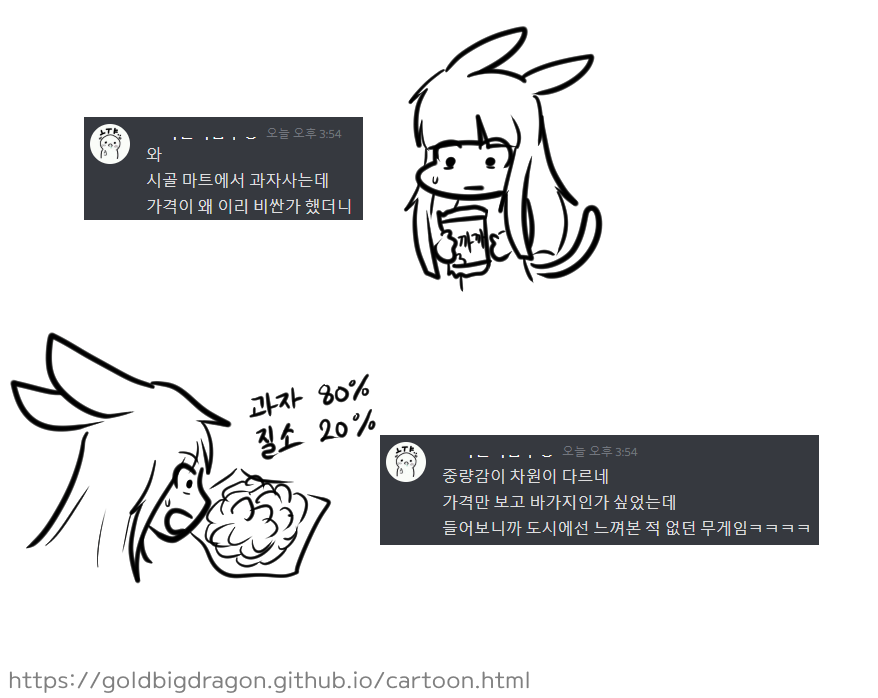 오늘 오후 3:54
와
시골 마트에서 과자사는데
가격이 왜 이리 비싼가 했더니
까까
과자 80%
질소 20%
오늘 오후 3:54
중량감이 차원이 다르네
가격만 보고 바가지인가 싶었는데
들어보니까 도시에선 느껴본 적 없던 무게임ㅋㅋㅋㅋ
https://goldbigdragon.github.io/cartoon.html